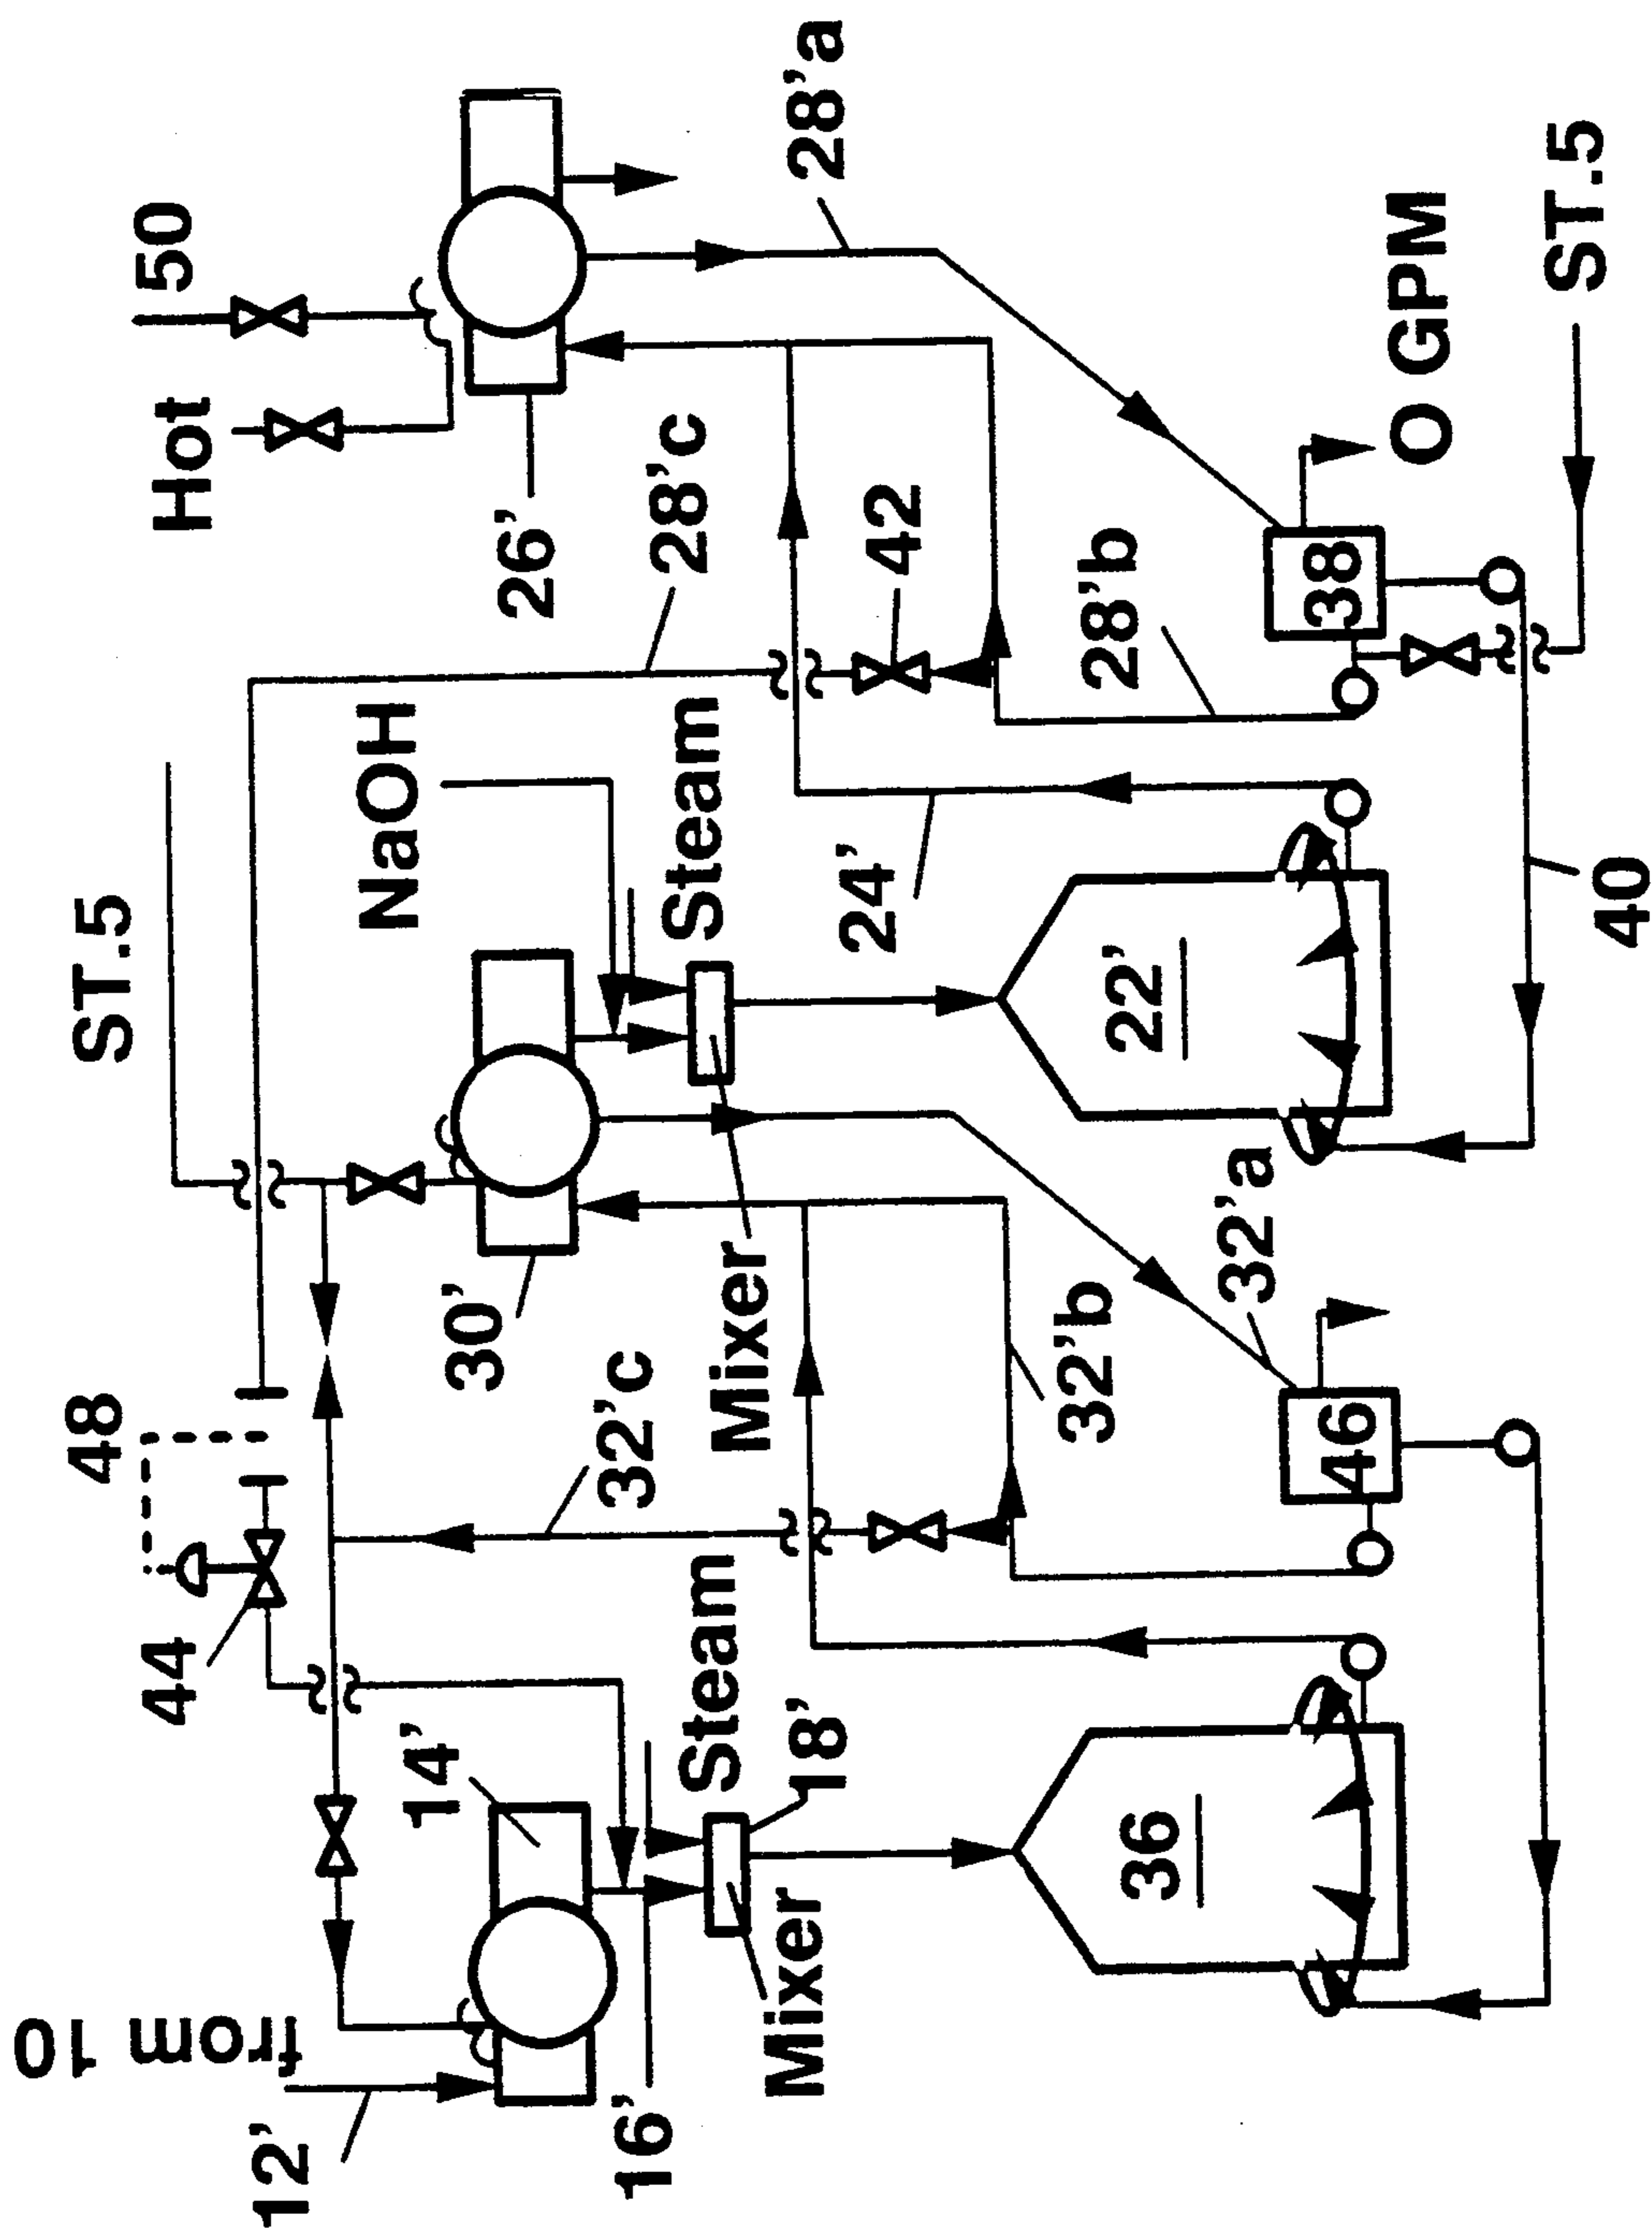 50
Hot
28'a
26'
28'c
42
28'b
38
O GPM
ST.5
ST.5
NaOH
Steam
24'
22'
40
30'
Mixer
32'a
32'b
32'c
46
48
44
14'
Steam
18'
36
from 10
12'
16'
Mixer